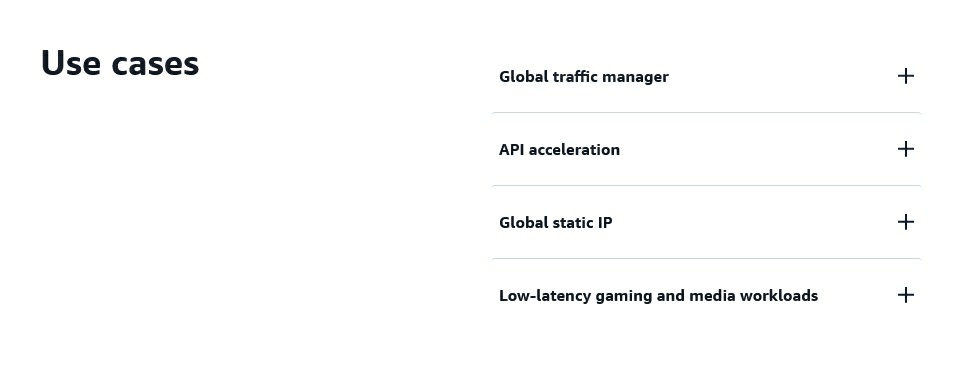 Use cases
Global traffic manager
API acceleration
Global static IP
Low-latency gaming and media workloads